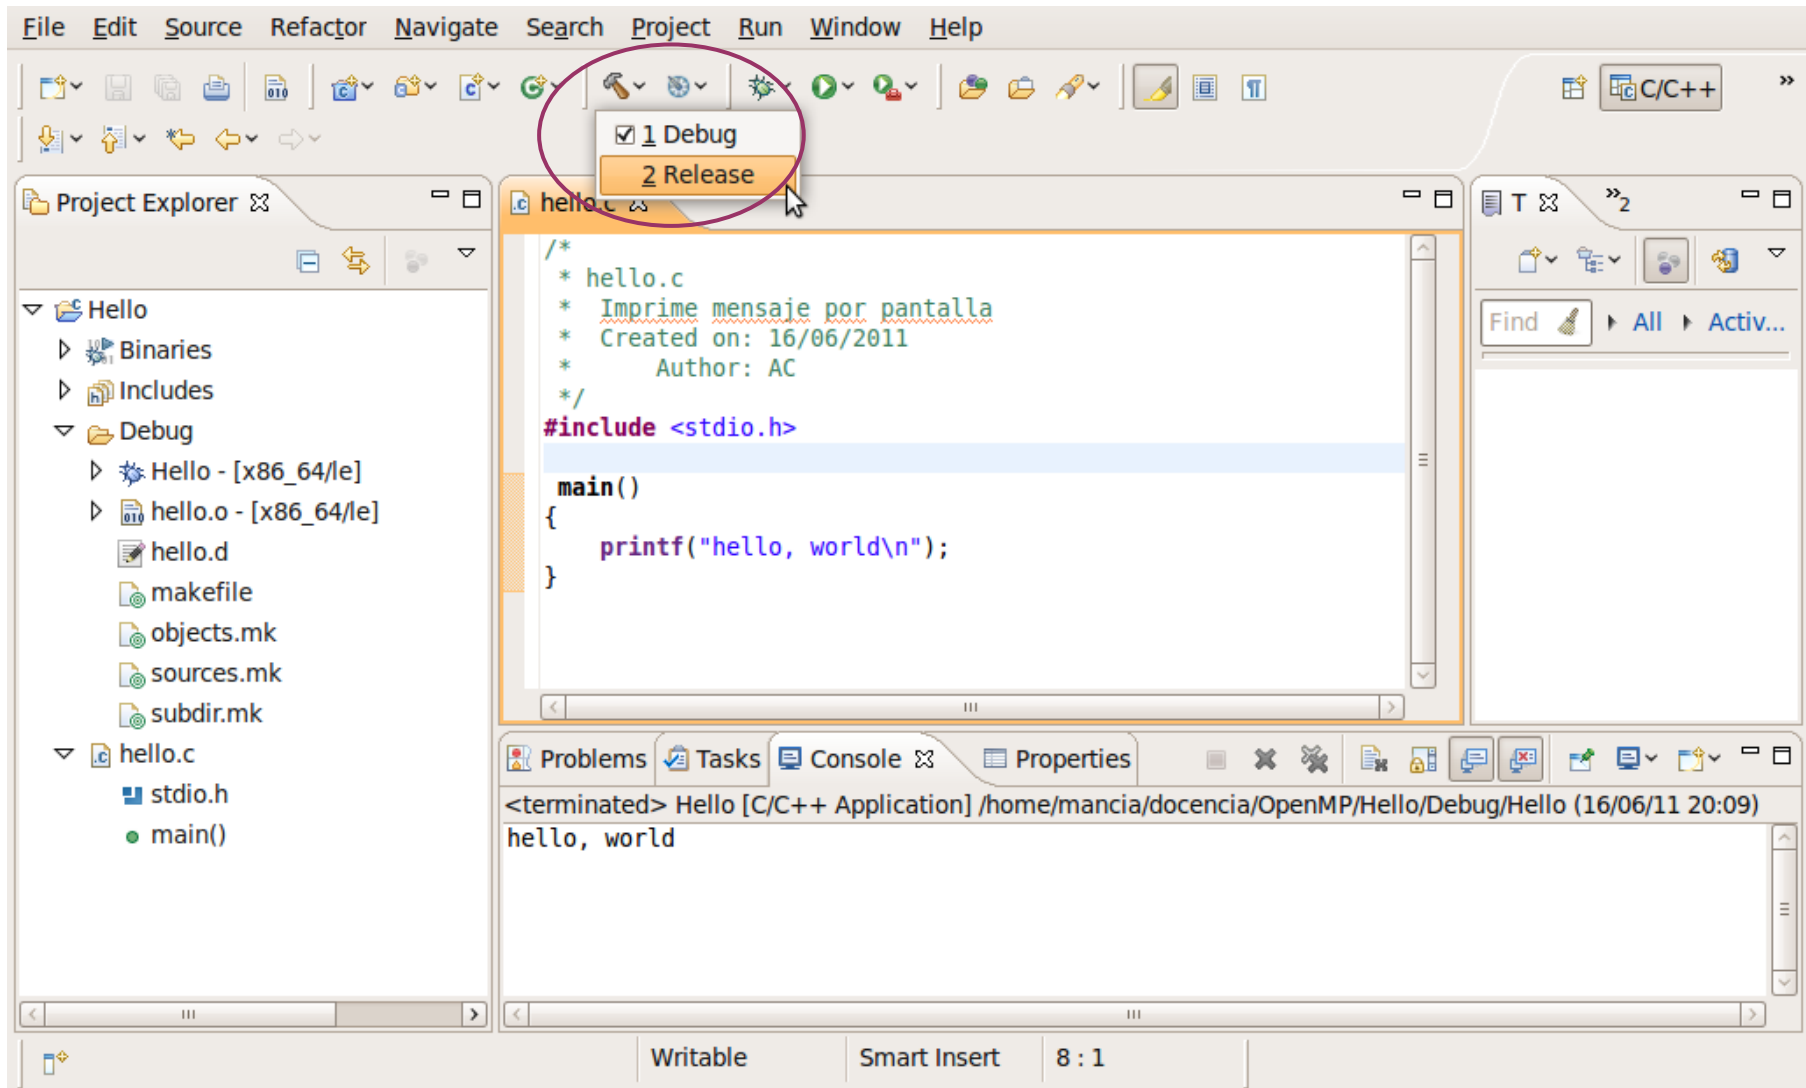 File Edit Source Refactor Navigate Search Project Run Window Help
C/C++ »
1 Debug
2 Release
Project Explorer
hello.c
T »2
/*
* hello.c
* Imprime mensaje por pantalla
* Created on: 16/06/2011
* Author: AC
*/
#include <stdio.h>
main()
{
printf("hello, world\n");
}
Find All Activ...
Hello
Binaries
Includes
Debug
Hello - [x86_64/le]
hello.o - [x86_64/le]
hello.d
makefile
objects.mk
sources.mk
subdir.mk
hello.c
stdio.h
main()
Problems Tasks Console Properties
<terminated> Hello [C/C++ Application] /home/mancia/docencia/OpenMP/Hello/Debug/Hello (16/06/11 20:09)
hello, world
Writable Smart Insert 8 : 1